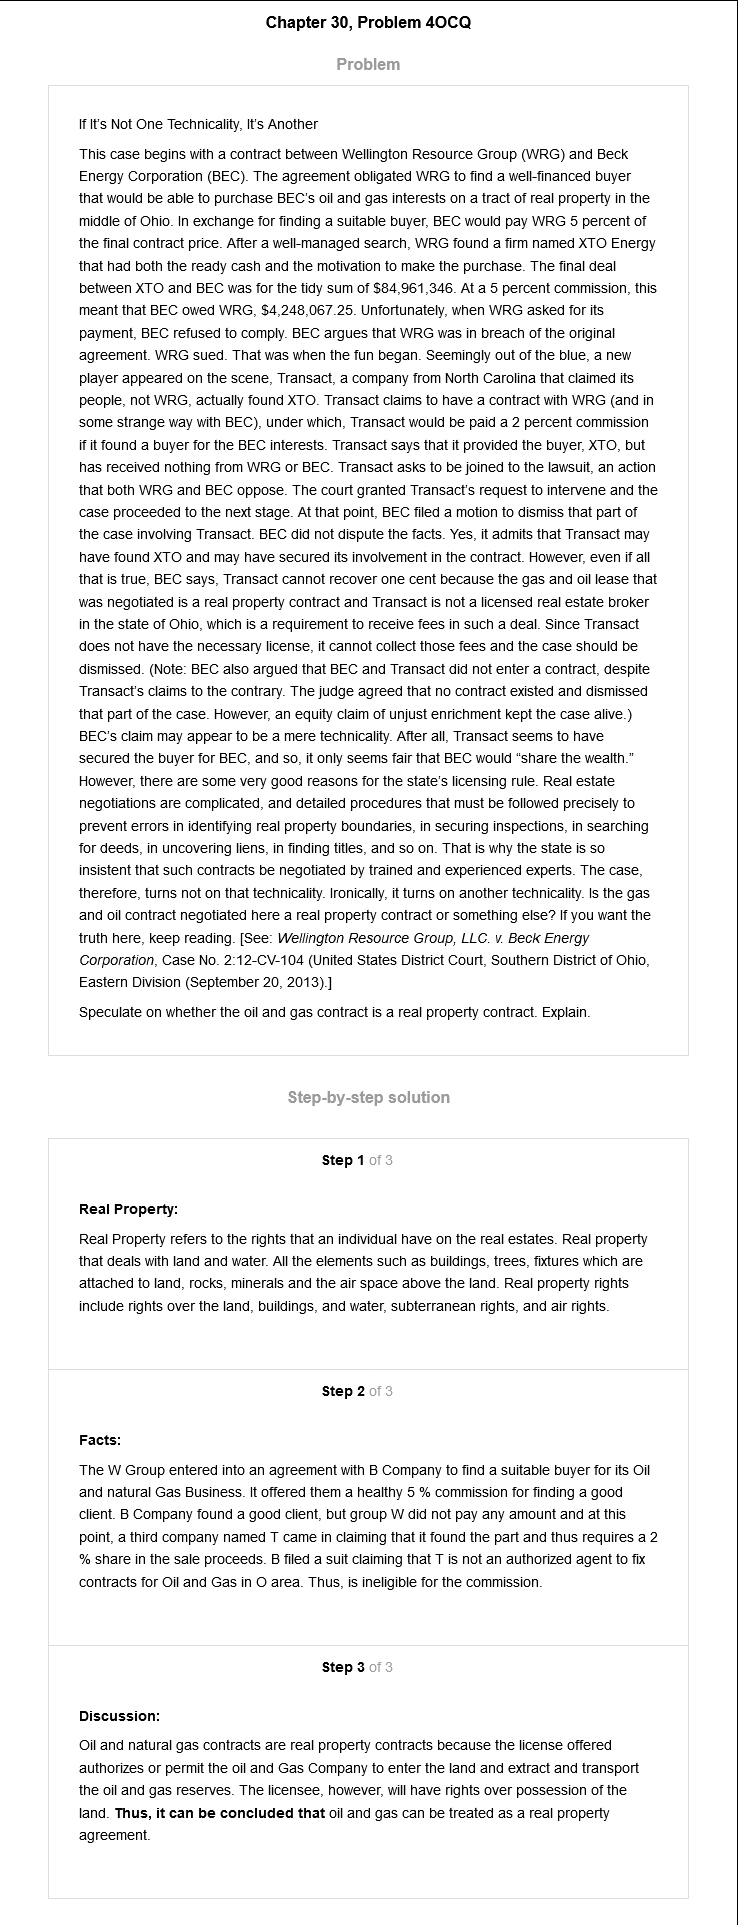 Chapter 30, Problem 4OCQ
Problem
If It's Not One Technicality, It's Another
This case begins with a contract between Wellington Resource Group (WRG) and Beck
Energy Corporation (BEC). The agreement obligated WRG to find a well-financed buyer
that would be able to purchase BEC's oil and gas interests on a tract of real property in the
middle of Ohio. In exchange for finding a suitable buyer, BEC would pay WRG 5 percent of
the final contract price. After a well-managed search, WRG found a firm named XTO Energy
that had both the ready cash and the motivation to make the purchase. The final deal
between XTO and BEC was for the tidy sum of $84,961,346. At a 5 percent commission, this
meant that BEC owed WRG, $4,248,067.25. Unfortunately, when WRG asked for its
payment, BEC refused to comply. BEC argues that WRG was in breach of the original
agreement. WRG sued. That was when the fun began. Seemingly out of the blue, a new
player appeared on the scene, Transact, a company from North Carolina that claimed its
people, not WRG, actually found XTO. Transact claims to have a contract with WRG (and in
some strange way with BEC), under which, Transact would be paid a 2 percent commission
if it found a buyer for the BEC interests. Transact says that it provided the buyer, XTO, but
has received nothing from WRG or BEC. Transact asks to be joined to the lawsuit, an action
that both WRG and BEC oppose. The court granted Transact's request to intervene and the
case proceeded to the next stage. At that point, BEC filed a motion to dismiss that part of
the case involving Transact. BEC did not dispute the facts. Yes, it admits that Transact may
have found XTO and may have secured its involvement in the contract. However, even if all
that is true, BEC says, Transact cannot recover one cent because the gas and oil lease that
was negotiated is a real property contract and Transact is not a licensed real estate broker
in the state of Ohio, which is a requirement to receive fees in such a deal. Since Transact
does not have the necessary license, it cannot collect those fees and the case should be
dismissed. (Note: BEC also argued that BEC and Transact did not enter a contract, despite
Transact's claims to the contrary. The judge agreed that no contract existed and dismissed
that part of the case. However, an equity claim of unjust enrichment kept the case alive.)
BEC's claim may appear to be a mere technicality. After all, Transact seems to have
secured the buyer for BEC, and so, it only seems fair that BEC would “share the wealth.”
However, there are some very good reasons for the state's licensing rule. Real estate
negotiations are complicated, and detailed procedures that must be followed precisely to
prevent errors in identifying real property boundaries, in securing inspections, in searching
for deeds, in uncovering liens, in finding titles, and so on. That is why the state is so
insistent that such contracts be negotiated by trained and experienced experts. The case,
therefore, turns not on that technicality. Ironically, it turns on another technicality. Is the gas
and oil contract negotiated here a real property contract or something else? If you want the
truth here, keep reading. [See: Wellington Resource Group, LLC. v. Beck Energy
Corporation, Case No. 2:12-CV-104 (United States District Court, Southern District of Ohio,
Eastern Division (September 20, 2013).]
Speculate on whether the oil and gas contract is a real property contract. Explain.
Step-by-step solution
Step 1 of 3
Real Property:
Real Property refers to the rights that an individual have on the real estates. Real property
that deals with land and water. All the elements such as buildings, trees, fixtures which are
attached to land, rocks, minerals and the air space above the land. Real property rights
include rights over the land, buildings, and water, subterranean rights, and air rights.
Step 2 of 3
Facts:
The W Group entered into an agreement with B Company to find a suitable buyer for its Oil
and natural Gas Business. It offered them a healthy 5 % commission for finding a good
client. B Company found a good client, but group W did not pay any amount and at this
point, a third company named T came in claiming that it found the part and thus requires a 2
% share in the sale proceeds. B filed a suit claiming that T is not an authorized agent to fix
contracts for Oil and Gas in O area. Thus, is ineligible for the commission.
Step 3 of 3
Discussion:
Oil and natural gas contracts are real property contracts because the license offered
authorizes or permit the oil and Gas Company to enter the land and extract and transport
the oil and gas reserves. The licensee, however, will have rights over possession of the
land. Thus, it can be concluded that oil and gas can be treated as a real property
agreement.